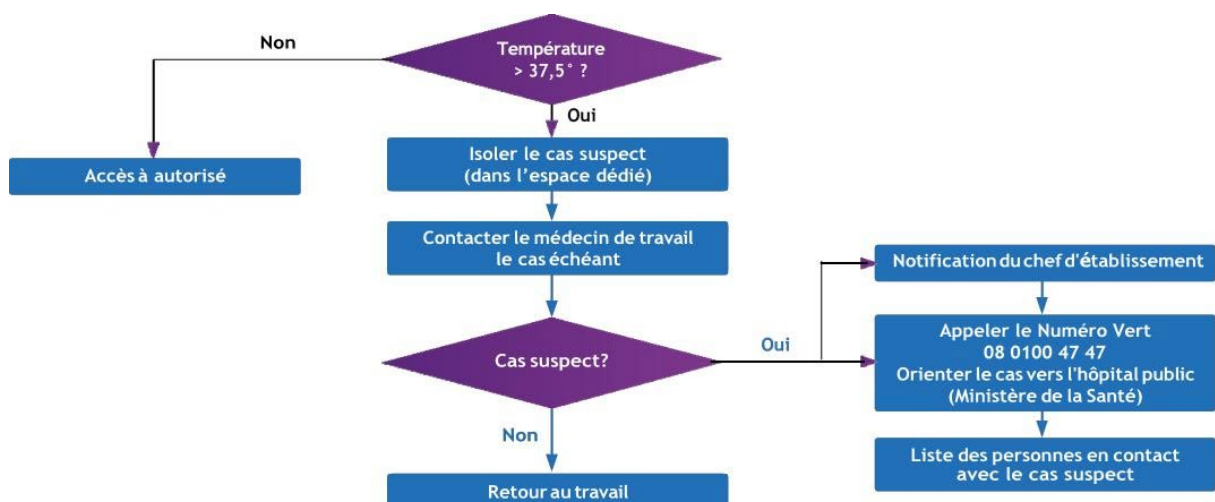 Non
Température
> 37,5° ?
Oui
Accès à autorisé
Isoler le cas suspect
(dans l'espace dédié)
Contacter le médecin de travail
le cas échéant
Notification du chef d'établissement
Cas suspect?
Oui
Appeler le Numéro Vert
08 0100 47 47
Orienter le cas vers l'hôpital public
(Ministère de la Santé)
Non
Liste des personnes en contact
avec le cas suspect
Retour au travail